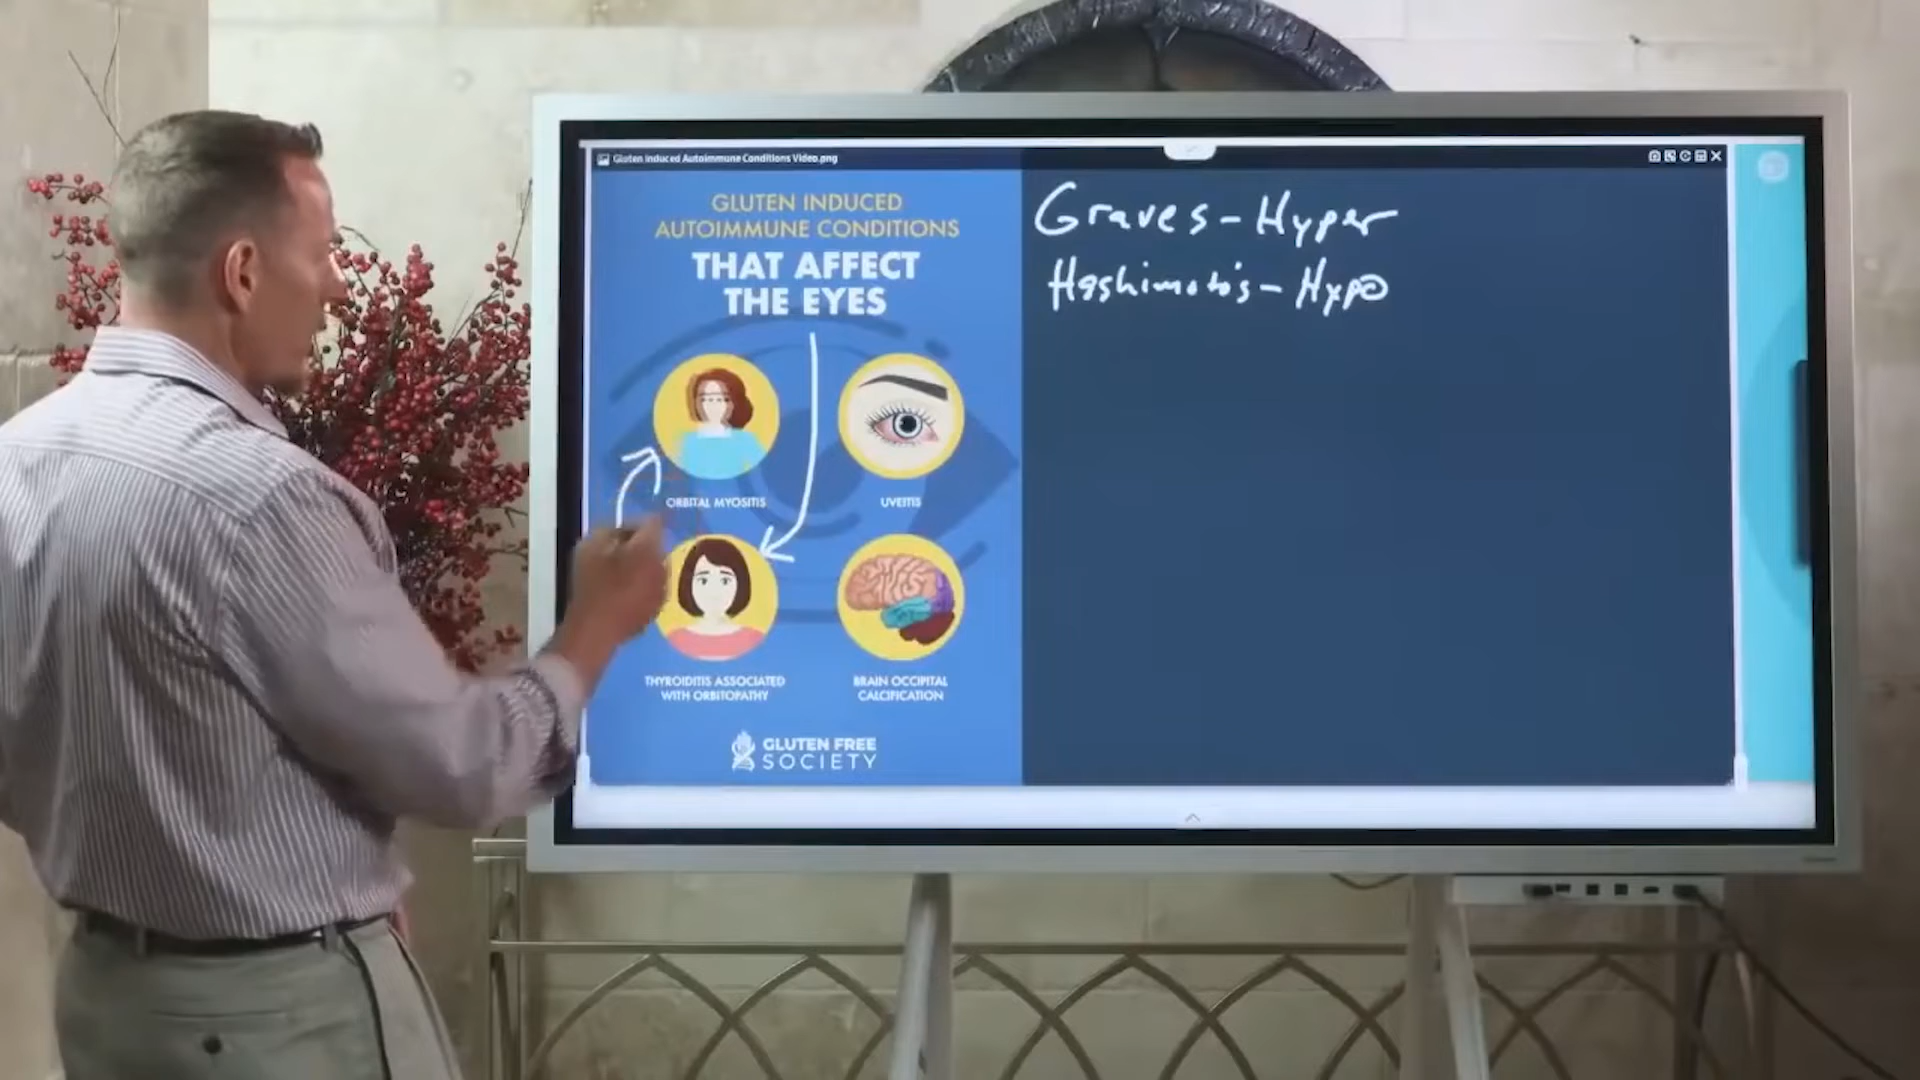 Gluten Induced Autoimmune Conditions Video.png
GLUTEN INDUCED
AUTOIMMUNE CONDITIONS
THAT AFFECT
THE EYES
ORBITAL MYOSITIS
UVEITIS
THYROIDITIS ASSOCIATED
WITH ORBITOPATHY
BRAIN OCCIPITAL
CALCIFICATION
GLUTEN FREE
SOCIETY
Graves - Hyper
Hashimoto's - Hypo